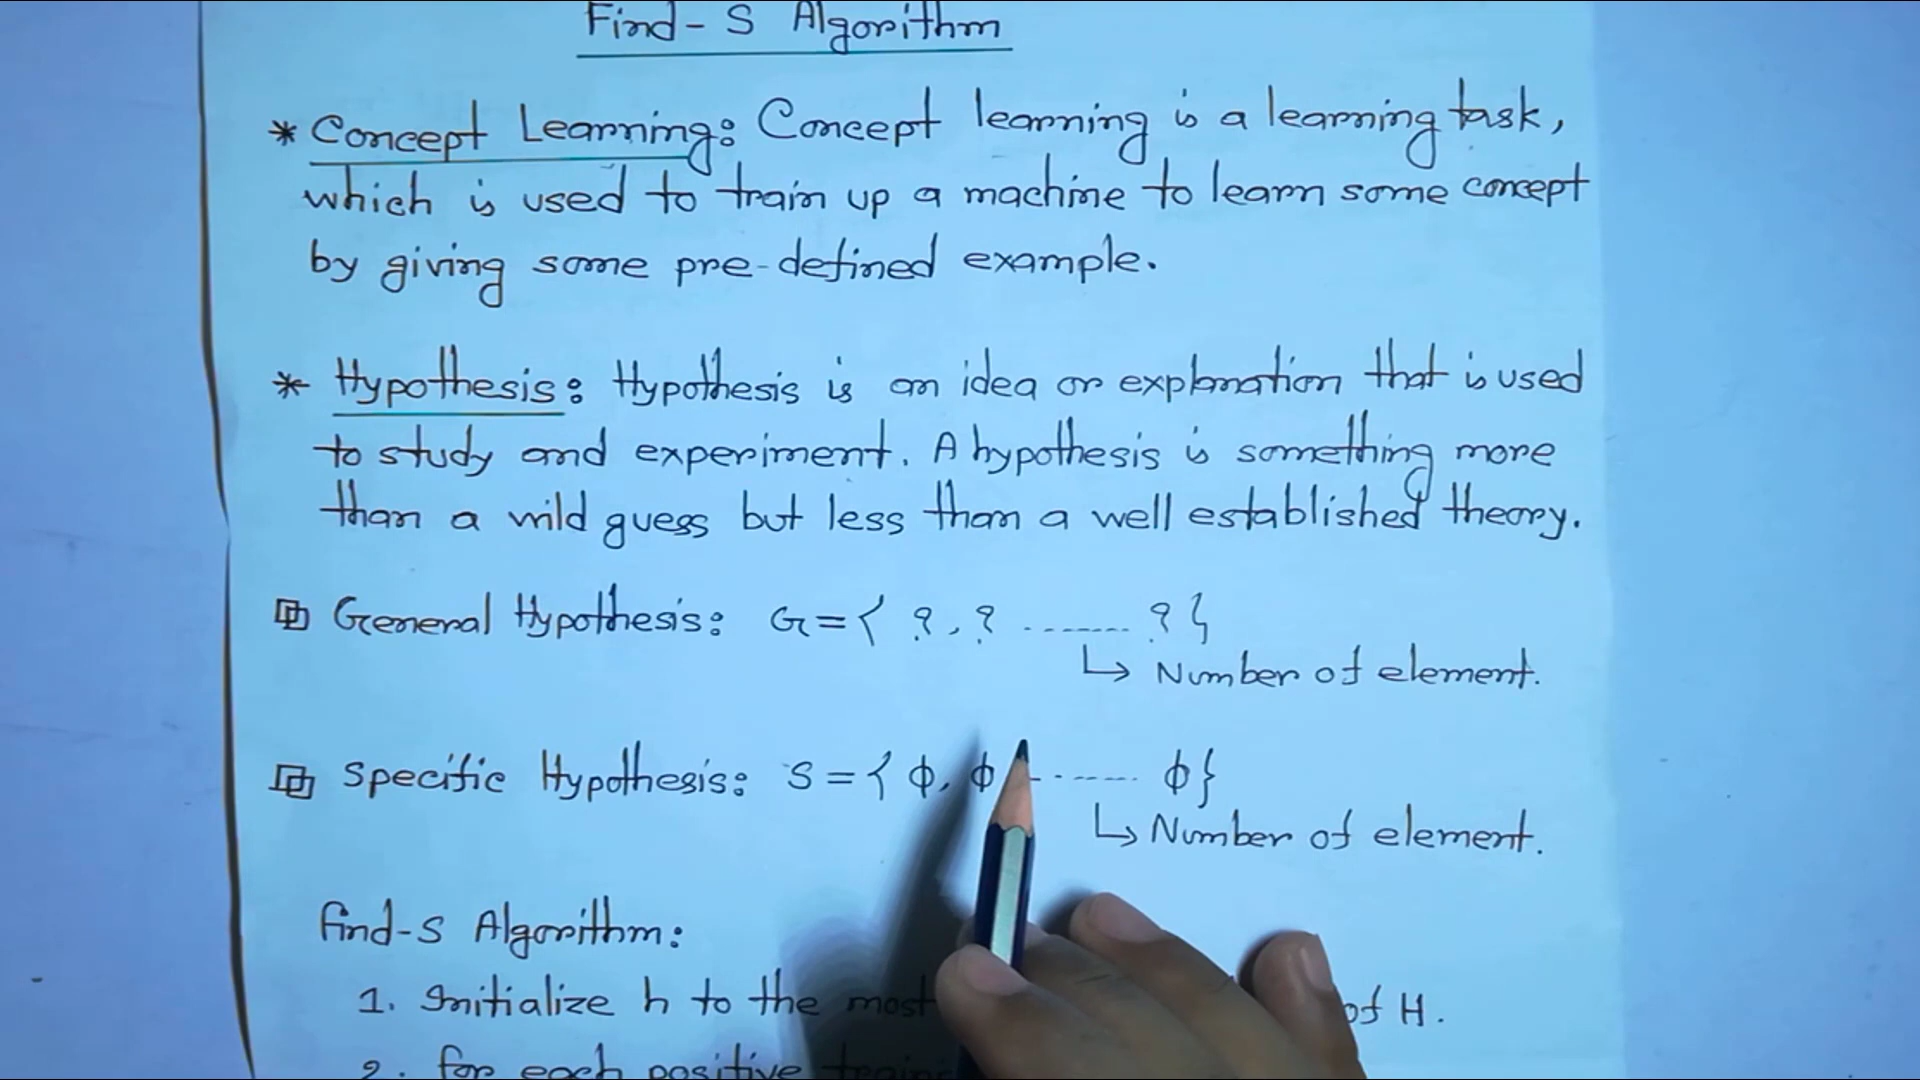 Find-S Algorithm
* Concept Learning: Concept learning is a learning task,
which is used to train up a machine to learn some concept
by giving some pre-defined example.
* Hypothesis: Hypothesis is an idea or explanation that is used
to study and experiment. A hypothesis is something more
than a wild guess but less than a well established theory.
General Hypothesis: G = { ?, ? ........ ? }
↳ Number of element.
Specific Hypothesis: S = { ϕ, ϕ ........ ϕ }
↳ Number of element.
Find-S Algorithm:
1. Initialize h to the most of H.
2. for each positive